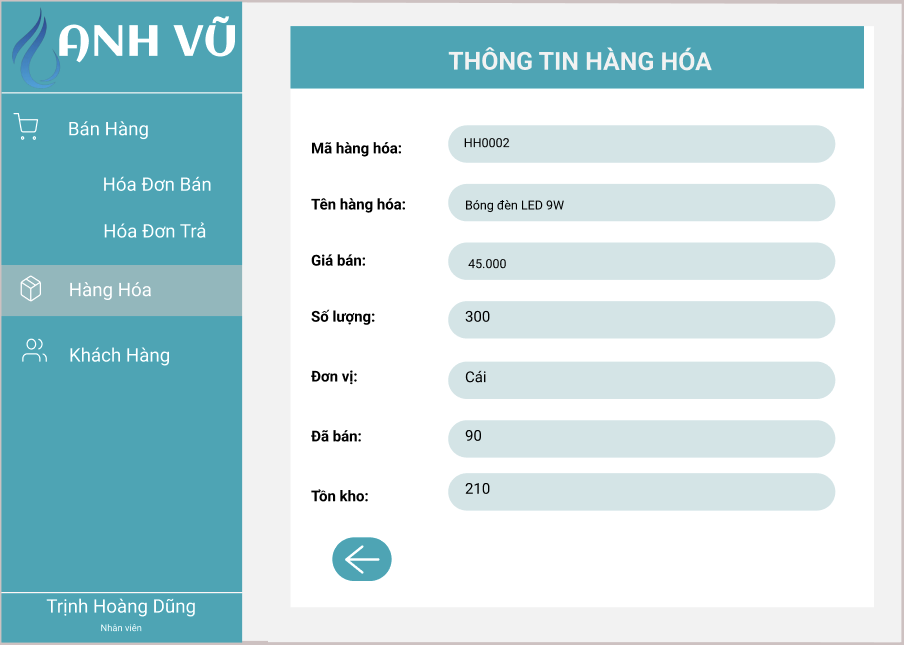 ANH VŨ
Bán Hàng
Hóa Đơn Bán
Hóa Đơn Trả
Hàng Hóa
Khách Hàng
Trịnh Hoàng Dũng
Nhân viên
THÔNG TIN HÀNG HÓA
Mã hàng hóa: HH0002
Tên hàng hóa: Bóng đèn LED 9W
Giá bán: 45.000
Số lượng: 300
Đơn vị: Cái
Đã bán: 90
Tồn kho: 210